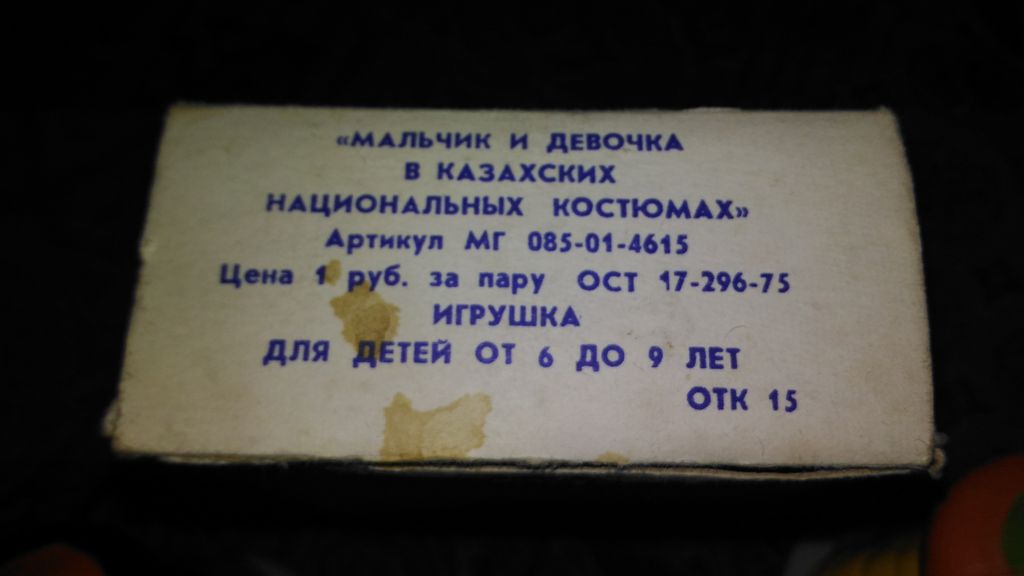 «МАЛЬЧИК И ДЕВОЧКА
В КАЗАХСКИХ
НАЦИОНАЛЬНЫХ КОСТЮМАХ»
Артикул МГ 085-01-4615
Цена 1 руб. за пару ОСТ 17-296-75
ИГРУШКА
ДЛЯ ДЕТЕЙ ОТ 6 ДО 9 ЛЕТ
ОТК 15